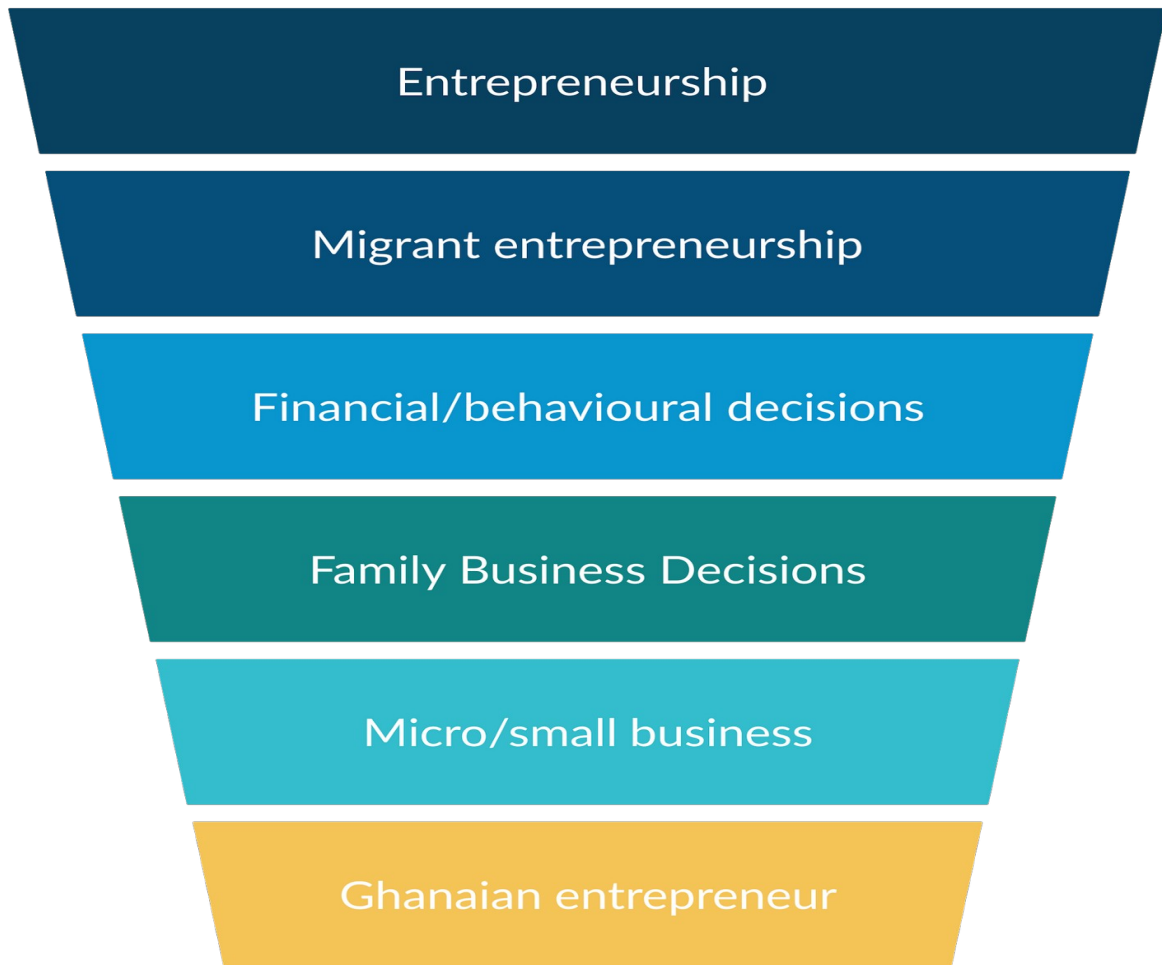 Entrepreneurship
Migrant entrepreneurship
Financial/behavioural decisions
Family Business Decisions
Micro/small business
Ghanaian entrepreneur